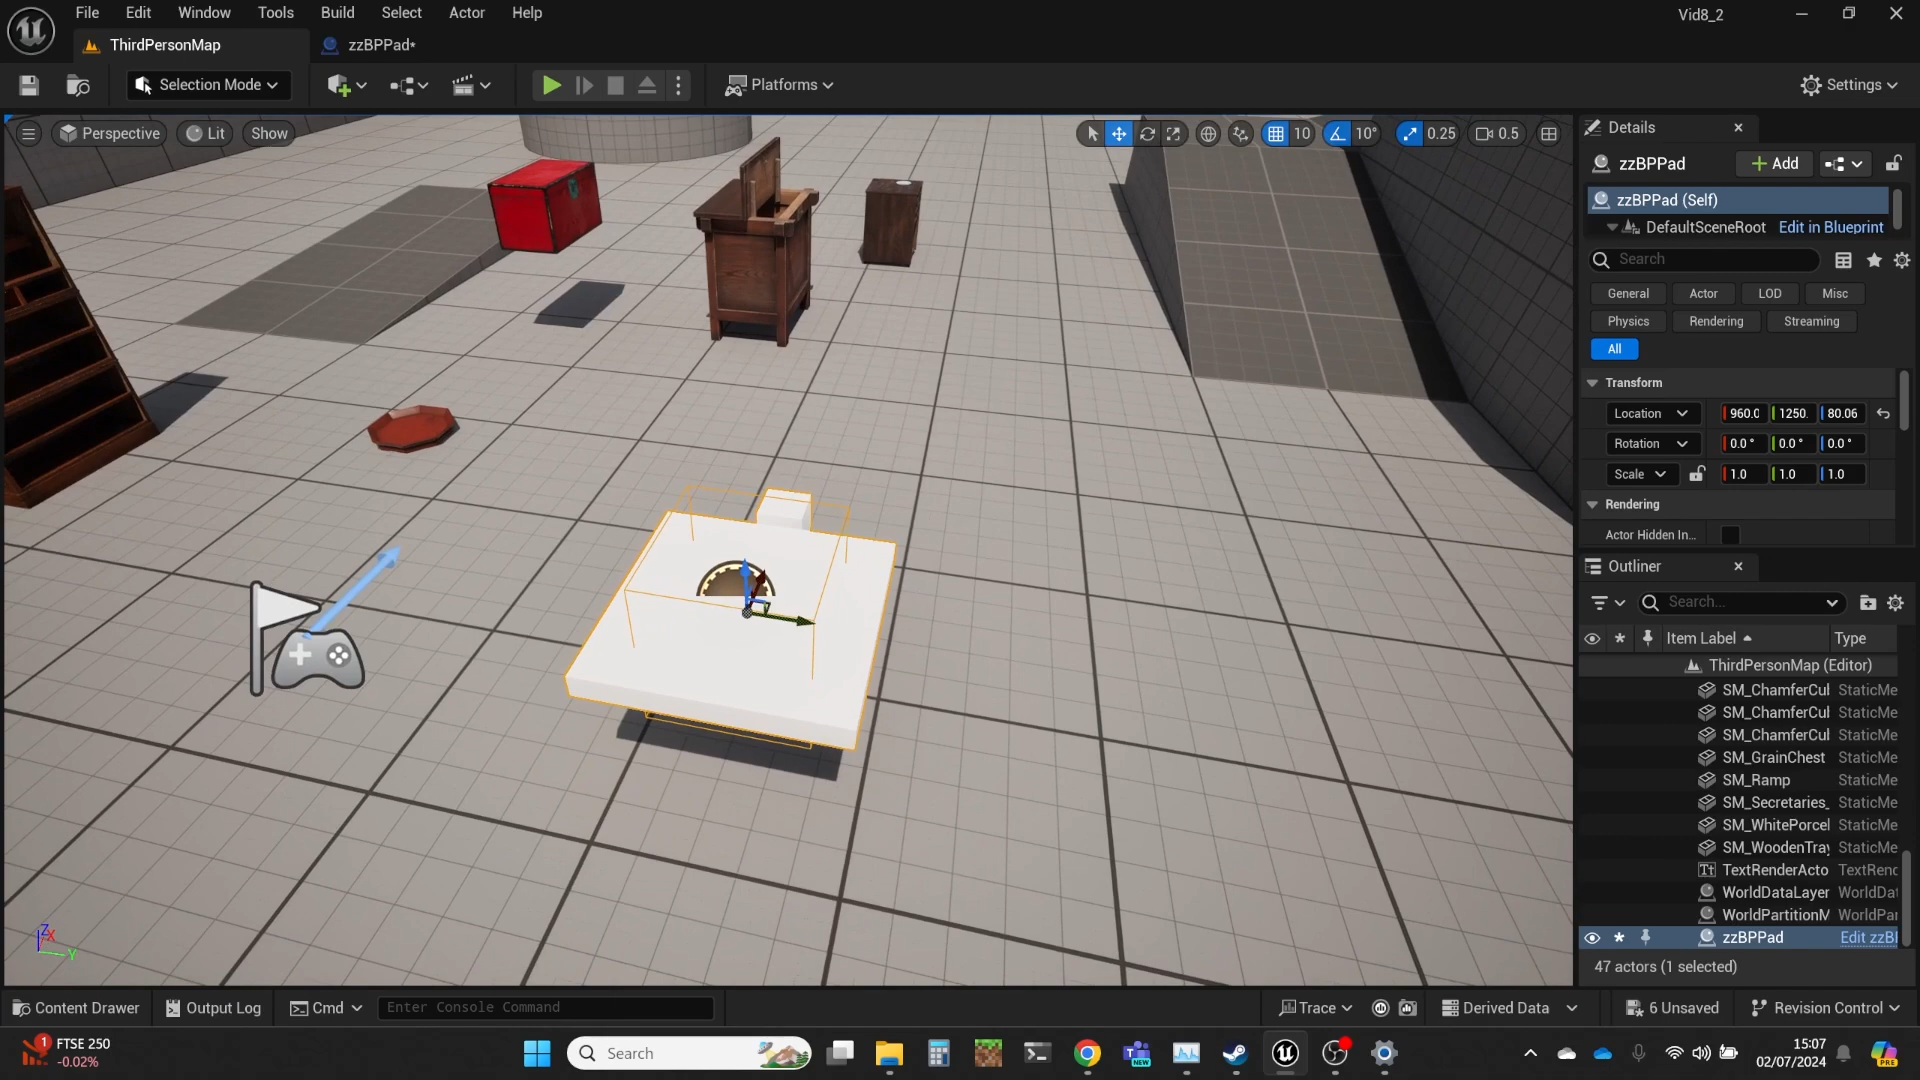 File Edit Window Tools Build Select Actor Help
Vid8_2
ThirdPersonMap
zzBPPad*
Selection Mode
Platforms
Settings
Perspective
Lit
Show
10
10°
0.25
0.5
Details
zzBPPad
Add
zzBPPad (Self)
DefaultSceneRoot Edit in Blueprint
Search
General Actor LOD Misc
Physics Rendering Streaming
All
Transform
Location 960.0 1250. 80.06
Rotation 0.0 ° 0.0 ° 0.0 °
Scale 1.0 1.0 1.0
Rendering
Actor Hidden In...
Outliner
Search...
Item Label Type
ThirdPersonMap (Editor)
SM_ChamferCul StaticMe
SM_ChamferCul StaticMe
SM_ChamferCul StaticMe
SM_GrainChest StaticMe
SM_Ramp StaticMe
SM_Secretaries_ StaticMe
SM_WhitePorcel StaticMe
SM_WoodenTray StaticMe
TextRenderActo TextRend
WorldDataLayer WorldDat
WorldPartitionM WorldPar
zzBPPad Edit zzBI
47 actors (1 selected)
Z X Y
Content Drawer
Output Log
Cmd
Enter Console Command
Trace
Derived Data
6 Unsaved
Revision Control
1
FTSE 250
-0.02%
Search
NEW
15:07
02/07/2024
PRE